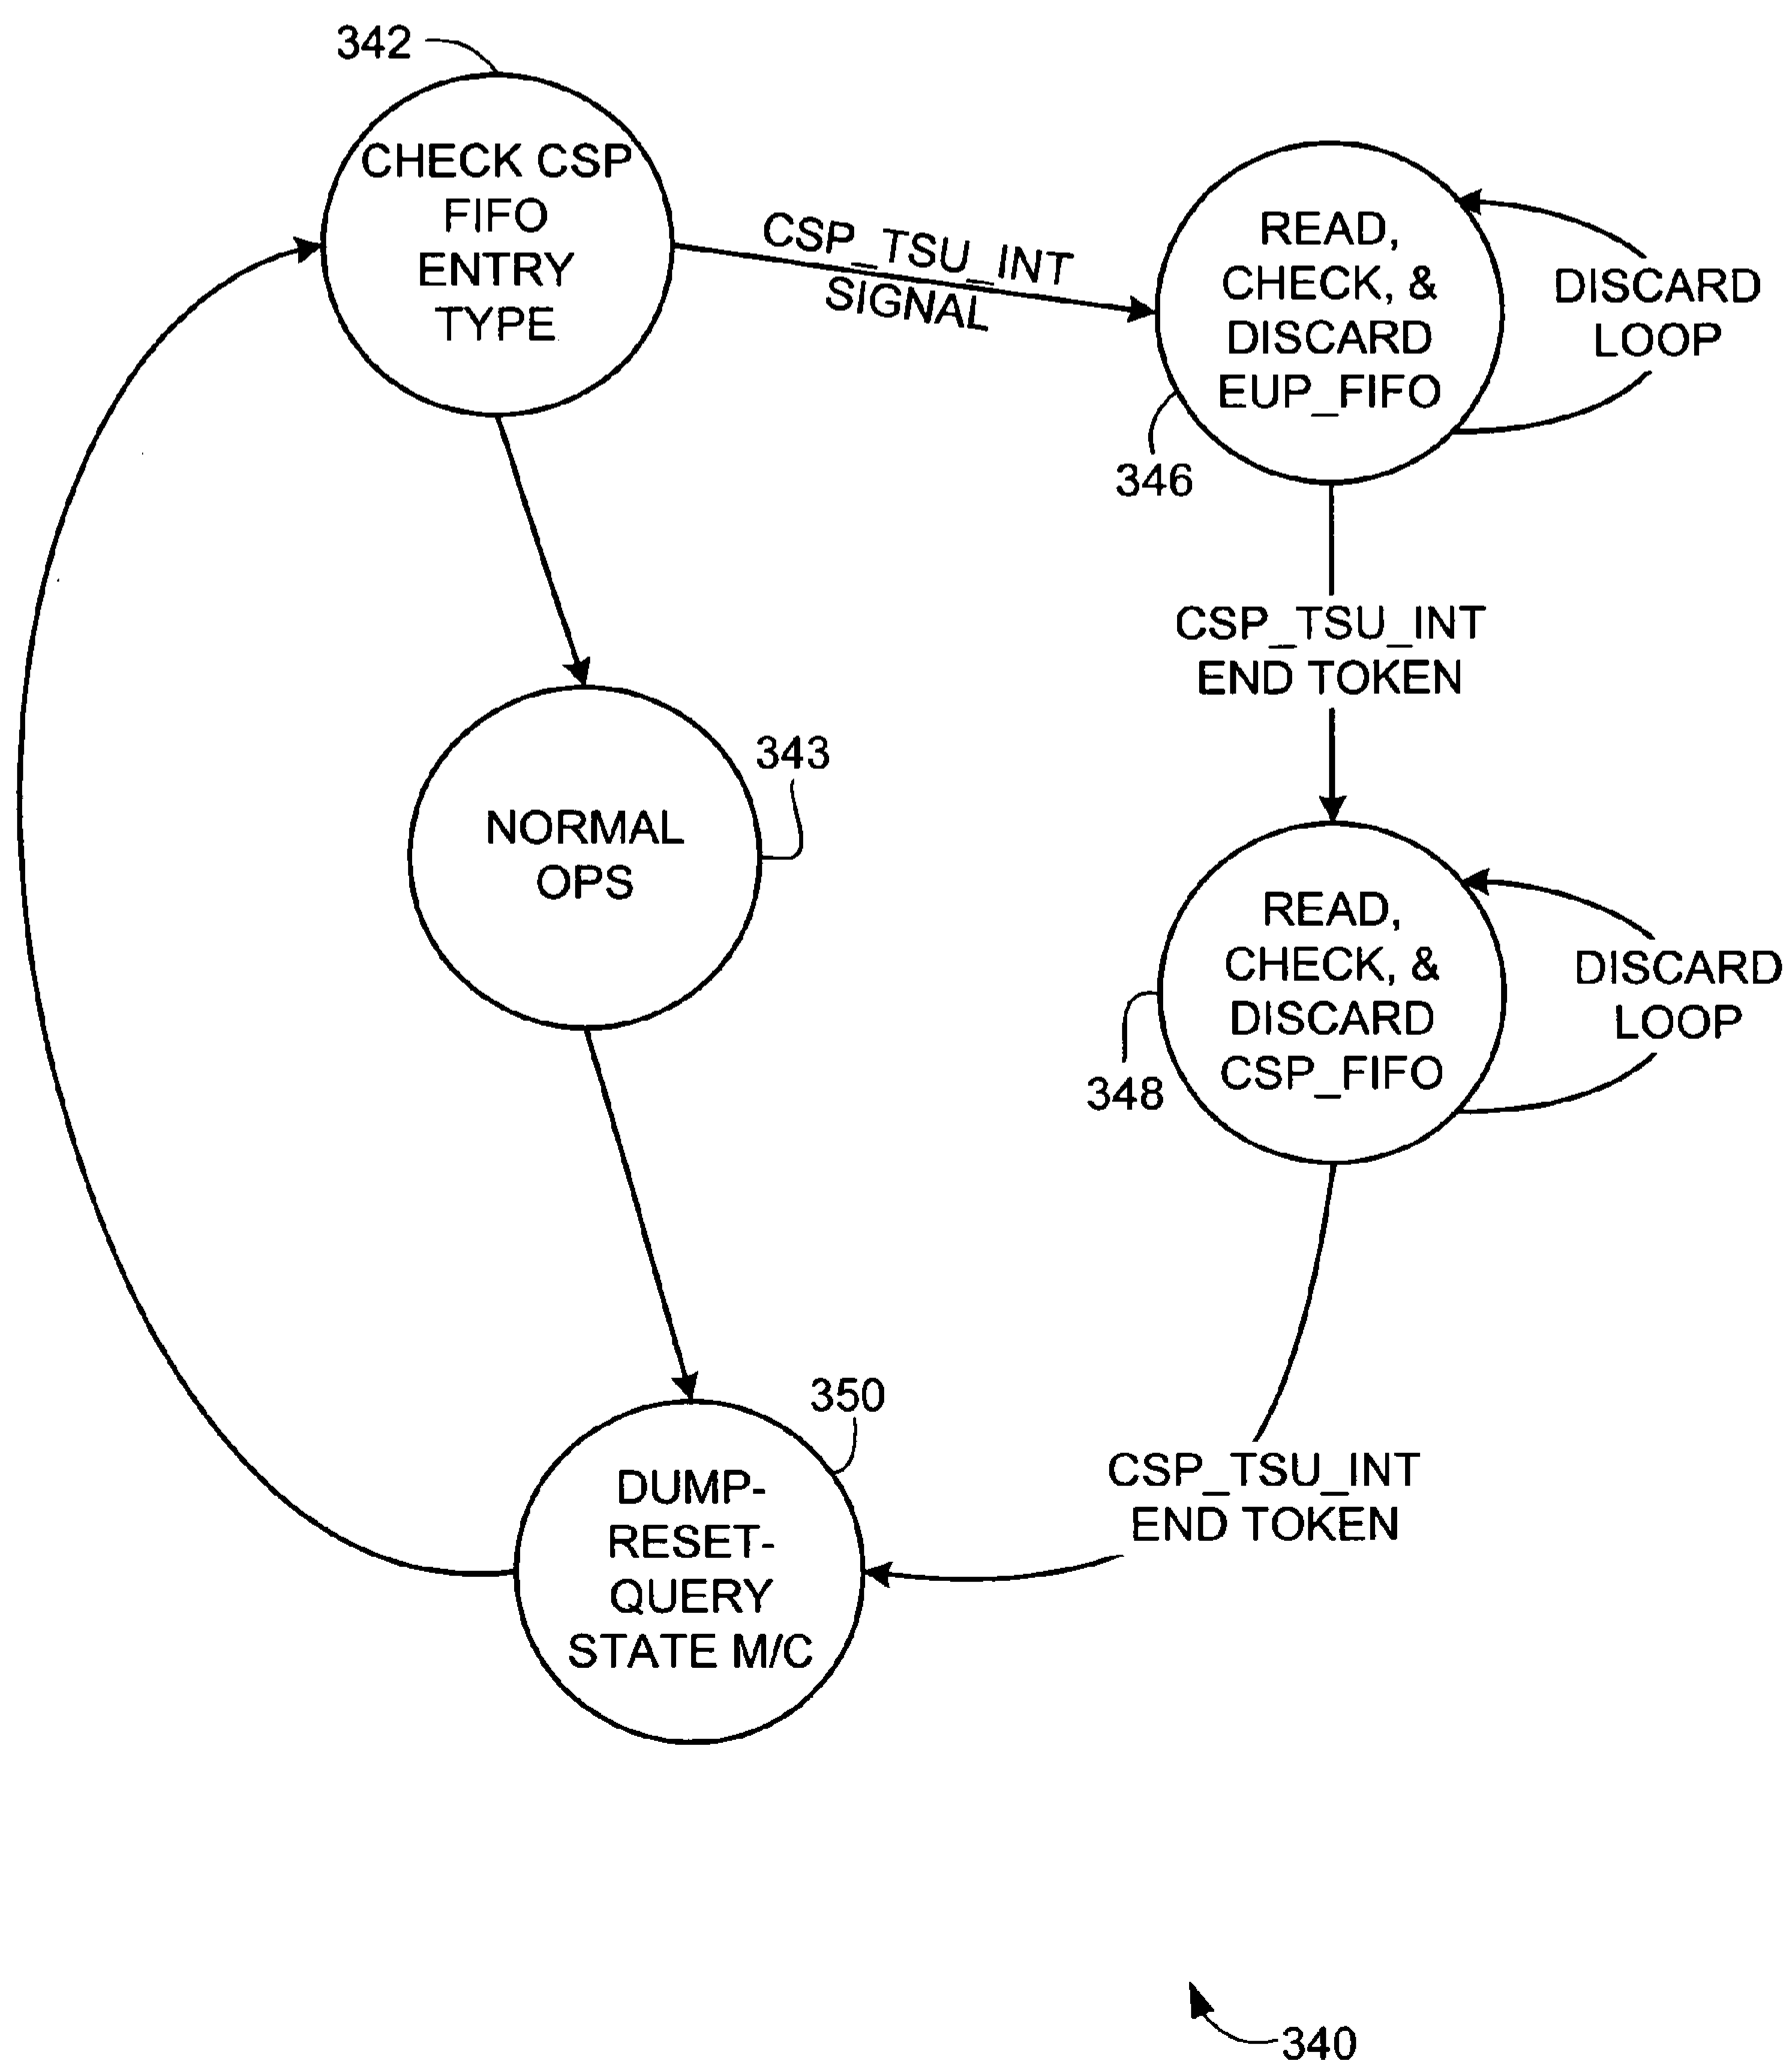 342
CHECK CSP
FIFO
ENTRY
TYPE
CSP_TSU_INT
SIGNAL
READ,
CHECK, &
DISCARD
EUP_FIFO
DISCARD
LOOP
346
CSP_TSU_INT
END TOKEN
343
NORMAL
OPS
READ,
CHECK, &
DISCARD
CSP_FIFO
DISCARD
LOOP
348
350
DUMP-
RESET-
QUERY
STATE M/C
CSP_TSU_INT
END TOKEN
340